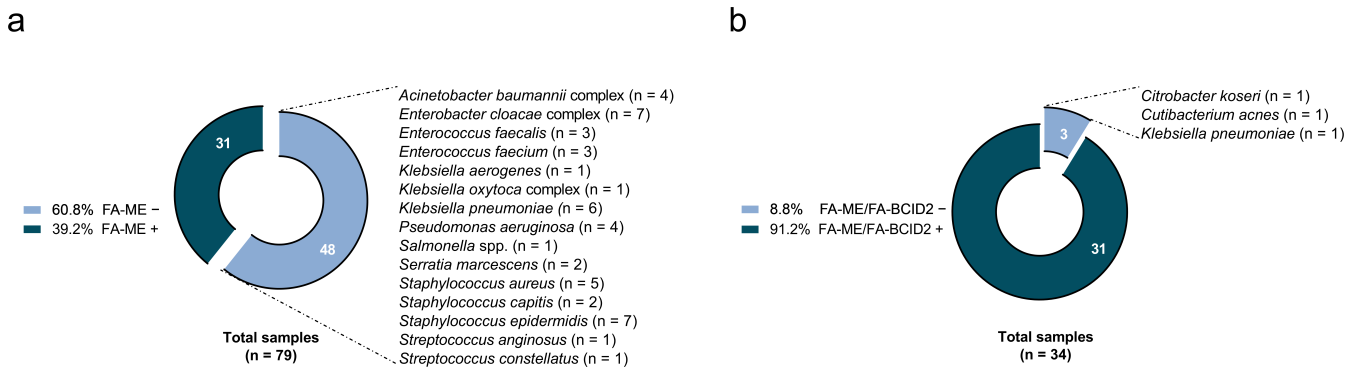 a
31
48
60.8% FA-ME −
39.2% FA-ME +
Total samples
(n = 79)
Acinetobacter baumannii complex (n = 4)
Enterobacter cloacae complex (n = 7)
Enterococcus faecalis (n = 3)
Enterococcus faecium (n = 3)
Klebsiella aerogenes (n = 1)
Klebsiella oxytoca complex (n = 1)
Klebsiella pneumoniae (n = 6)
Pseudomonas aeruginosa (n = 4)
Salmonella spp. (n = 1)
Serratia marcescens (n = 2)
Staphylococcus aureus (n = 5)
Staphylococcus capitis (n = 2)
Staphylococcus epidermidis (n = 7)
Streptococcus anginosus (n = 1)
Streptococcus constellatus (n = 1)
b
3
31
8.8% FA-ME/FA-BCID2 −
91.2% FA-ME/FA-BCID2 +
Total samples
(n = 34)
Citrobacter koseri (n = 1)
Cutibacterium acnes (n = 1)
Klebsiella pneumoniae (n = 1)